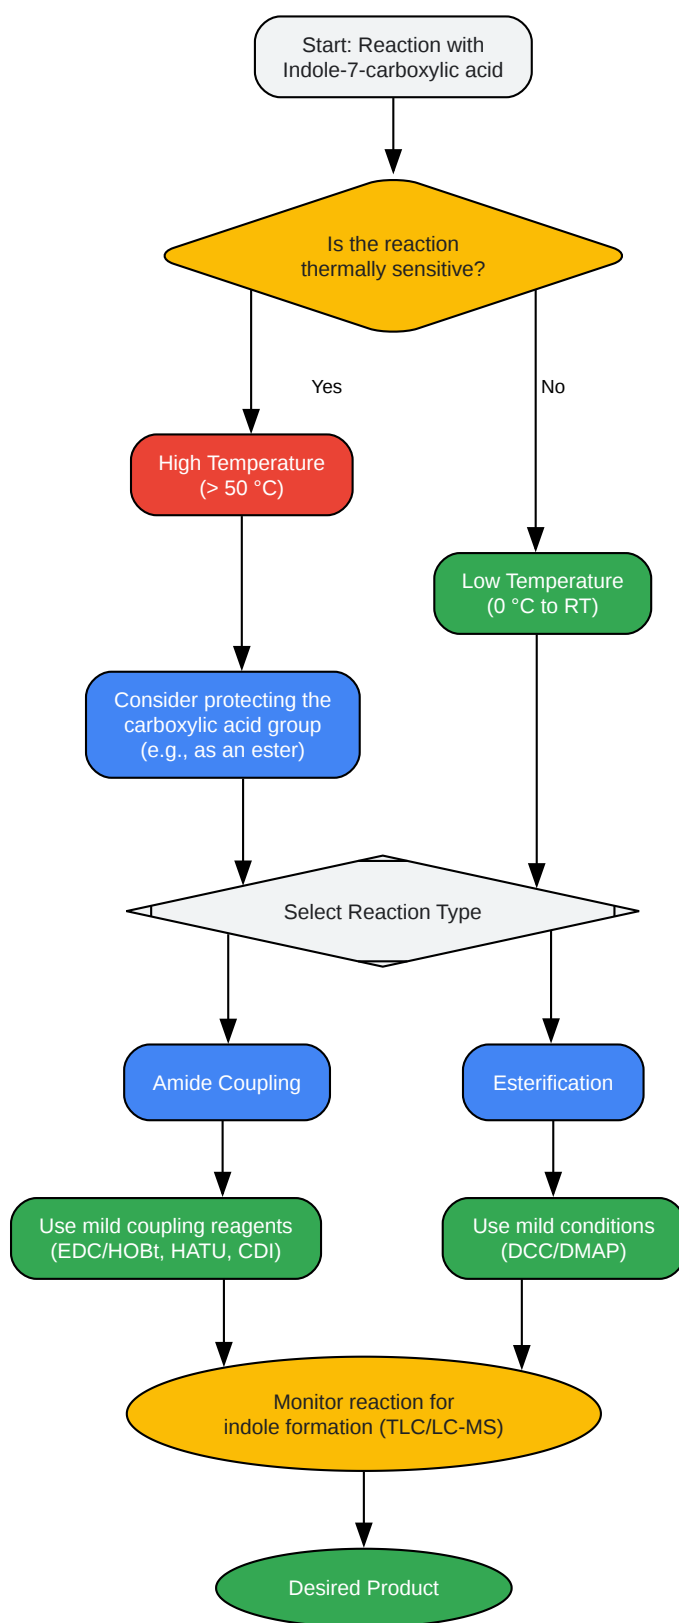 Start: Reaction with
Indole-7-carboxylic acid
Is the reaction
thermally sensitive?
Yes
No
High Temperature
(> 50 °C)
Low Temperature
(0 °C to RT)
Consider protecting the
carboxylic acid group
(e.g., as an ester)
Select Reaction Type
Amide Coupling
Esterification
Use mild coupling reagents
(EDC/HOBt, HATU, CDI)
Use mild conditions
(DCC/DMAP)
Monitor reaction for
indole formation (TLC/LC-MS)
Desired Product